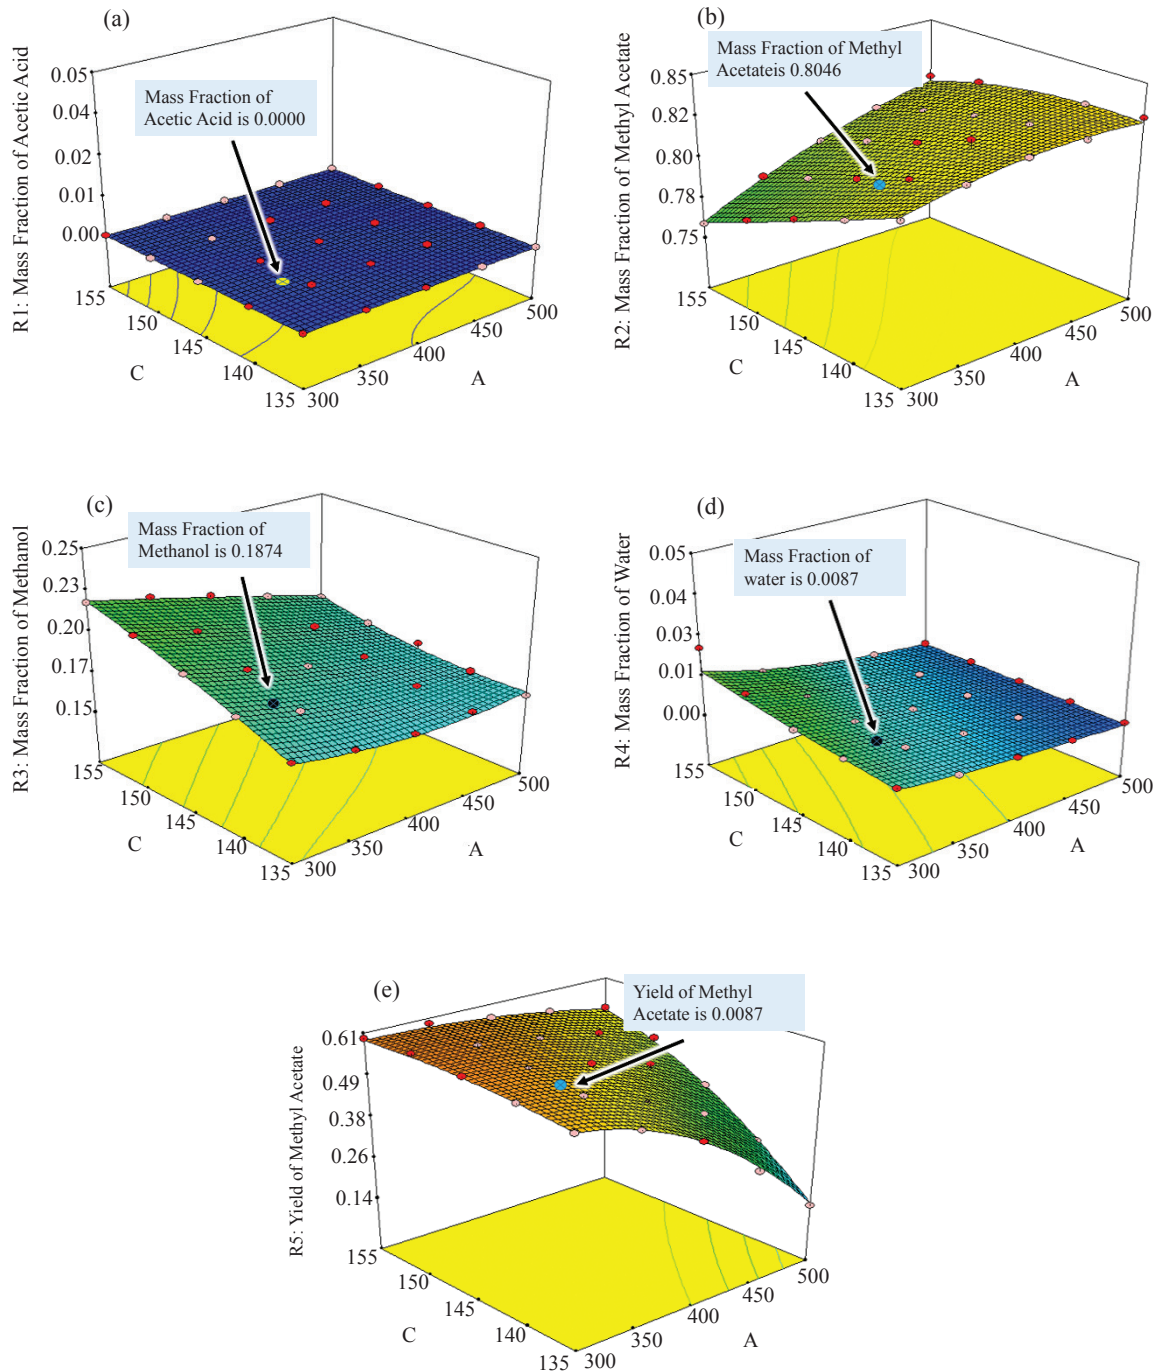 (a)
R1: Mass Fraction of Acetic Acid
0.05
0.04
0.02
0.01
0.00
Mass Fraction of
Acetic Acid is 0.0000
155
150
145
140
135
C
300
350
400
450
500
A
(b)
R2: Mass Fraction of Methyl Acetate
0.85
0.82
0.80
0.78
0.75
Mass Fraction of Methyl
Acetateis 0.8046
155
150
145
140
135
C
300
350
400
450
500
A
(c)
R3: Mass Fraction of Methanol
0.25
0.23
0.20
0.17
0.15
Mass Fraction of
Methanol is 0.1874
155
150
145
140
135
C
300
350
400
450
500
A
(d)
R4: Mass Fraction of Water
0.05
0.04
0.03
0.01
0.00
Mass Fraction of
water is 0.0087
155
150
145
140
135
C
300
350
400
450
500
A
(e)
R5: Yield of Methyl Acetate
0.61
0.49
0.38
0.26
0.14
Yield of Methyl
Acetate is 0.0087
155
150
145
140
135
C
300
350
400
450
500
A